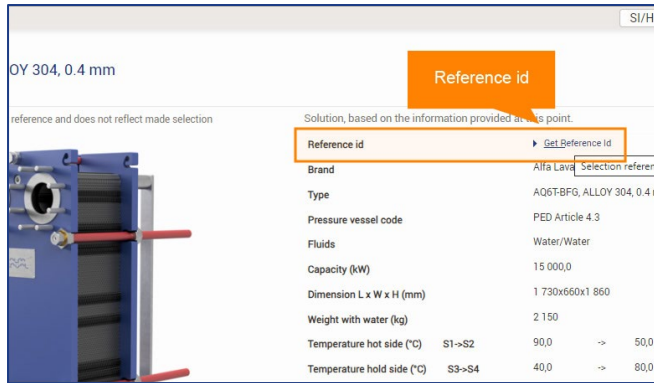 SI/H
OY 304, 0.4 mm
Reference id
reference and does not reflect made selection
Solution, based on the information provided at this point.
Reference id Get Reference Id
Brand Alfa Lava Selection referen
Type AQ6T-BFG, ALLOY 304, 0.4
Pressure vessel code PED Article 4.3
Fluids Water/Water
Capacity (kW) 15 000,0
Dimension L x W x H (mm) 1 730x660x1 860
Weight with water (kg) 2 150
Temperature hot side (°C) S1->S2 90,0 -> 50,0
Temperature hold side (°C) S3->S4 40,0 -> 80,0